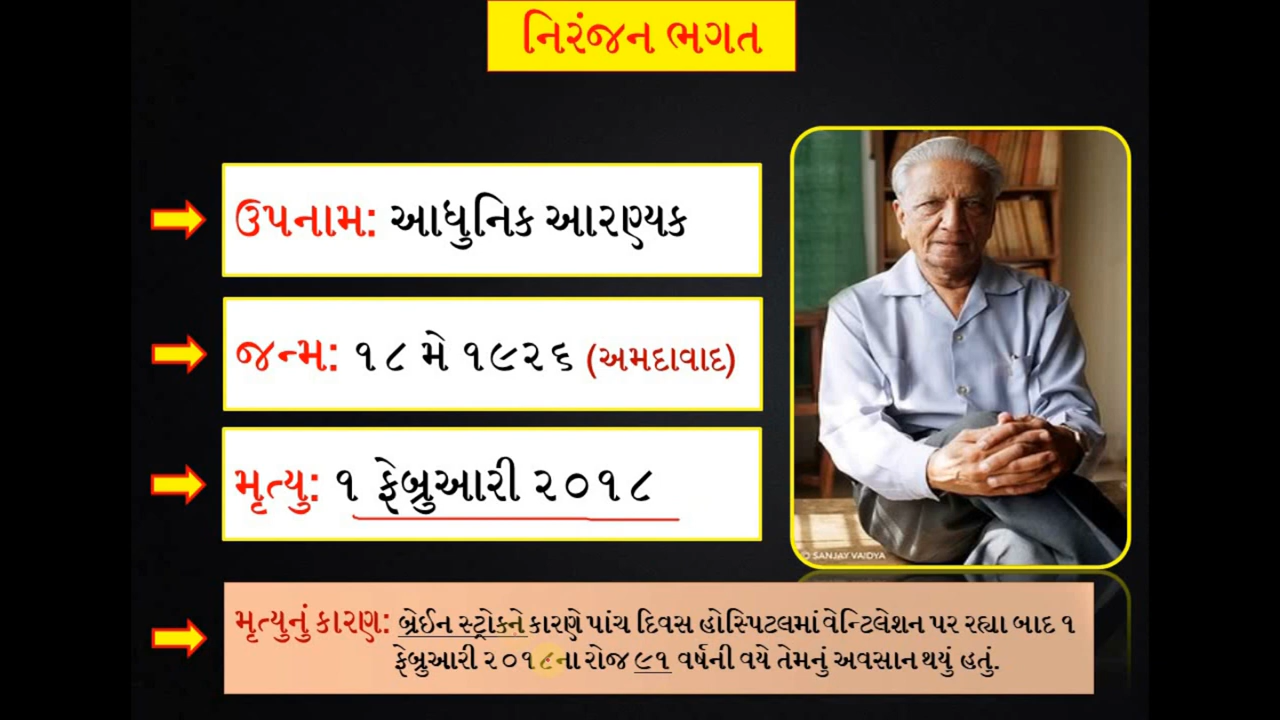 નિરંજન ભગત
ઉપનામ: આધુનિક આરણ્યક
જન્મ: ૧૮ મે ૧૯૨૬ (અમદાવાદ)
મૃત્યુ: ૧ ફેબ્રુઆરી ૨૦૧૮
© SANJAY VAIDYA
મૃત્યુનું કારણ: બ્રેઈન સ્ટ્રોકને કારણે પાંચ દિવસ હોસ્પિટલમાં વેન્ટિલેશન પર રહ્યા બાદ ૧
ફેબ્રુઆરી ૨૦૧૮ના રોજ ૯૧ વર્ષની વયે તેમનું અવસાન થયું હતું.